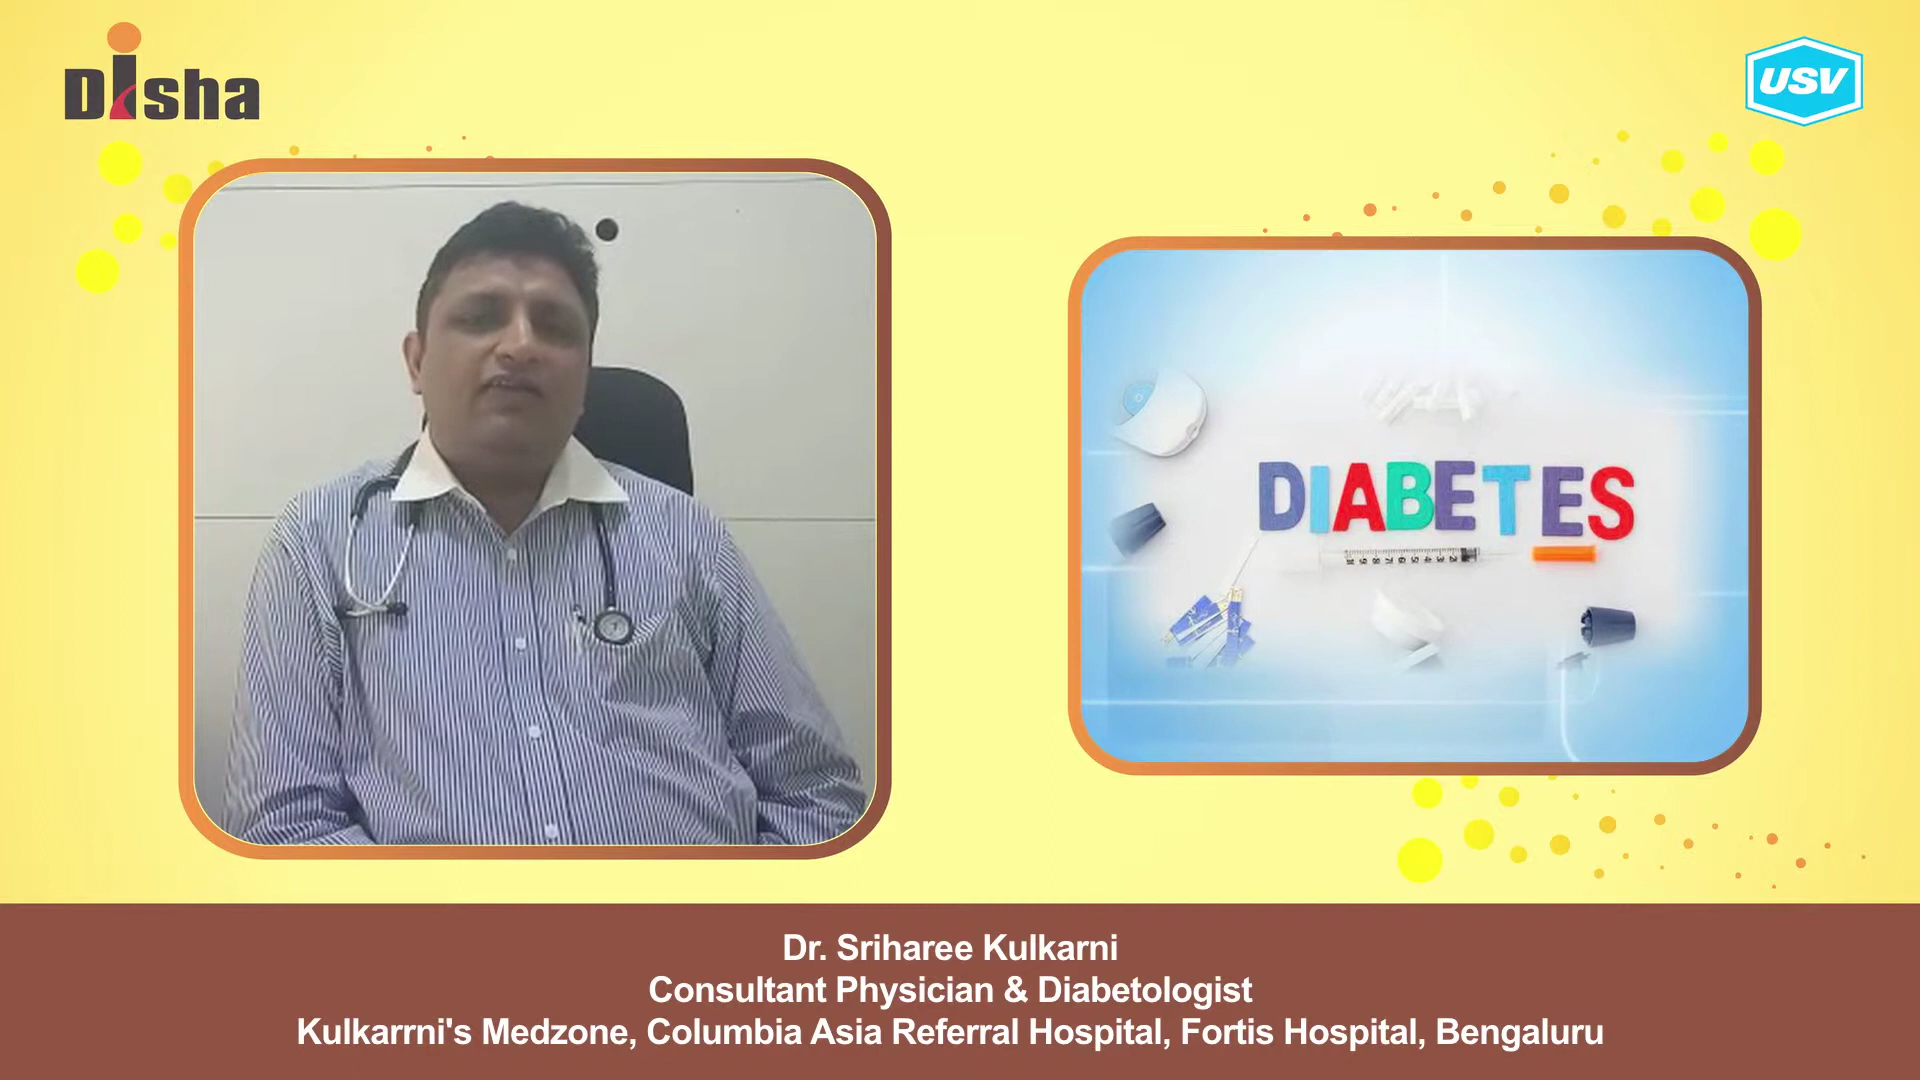 Disha
USV
DIABETES
Dr. Sriharee Kulkarni
Consultant Physician & Diabetologist
Kulkarrni's Medzone, Columbia Asia Referral Hospital, Fortis Hospital, Bengaluru